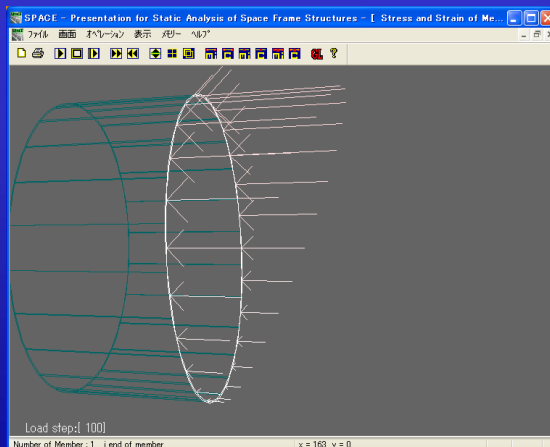 SPACE - Presentation for Static Analysis of Space Frame Structures - [ Stress and Strain of Me...
ファイル 画面 オペレーション 表示 メモリー ヘルプ
Load step:[ 100]
Number of Member : 1 i end of member x = 163 y = 0